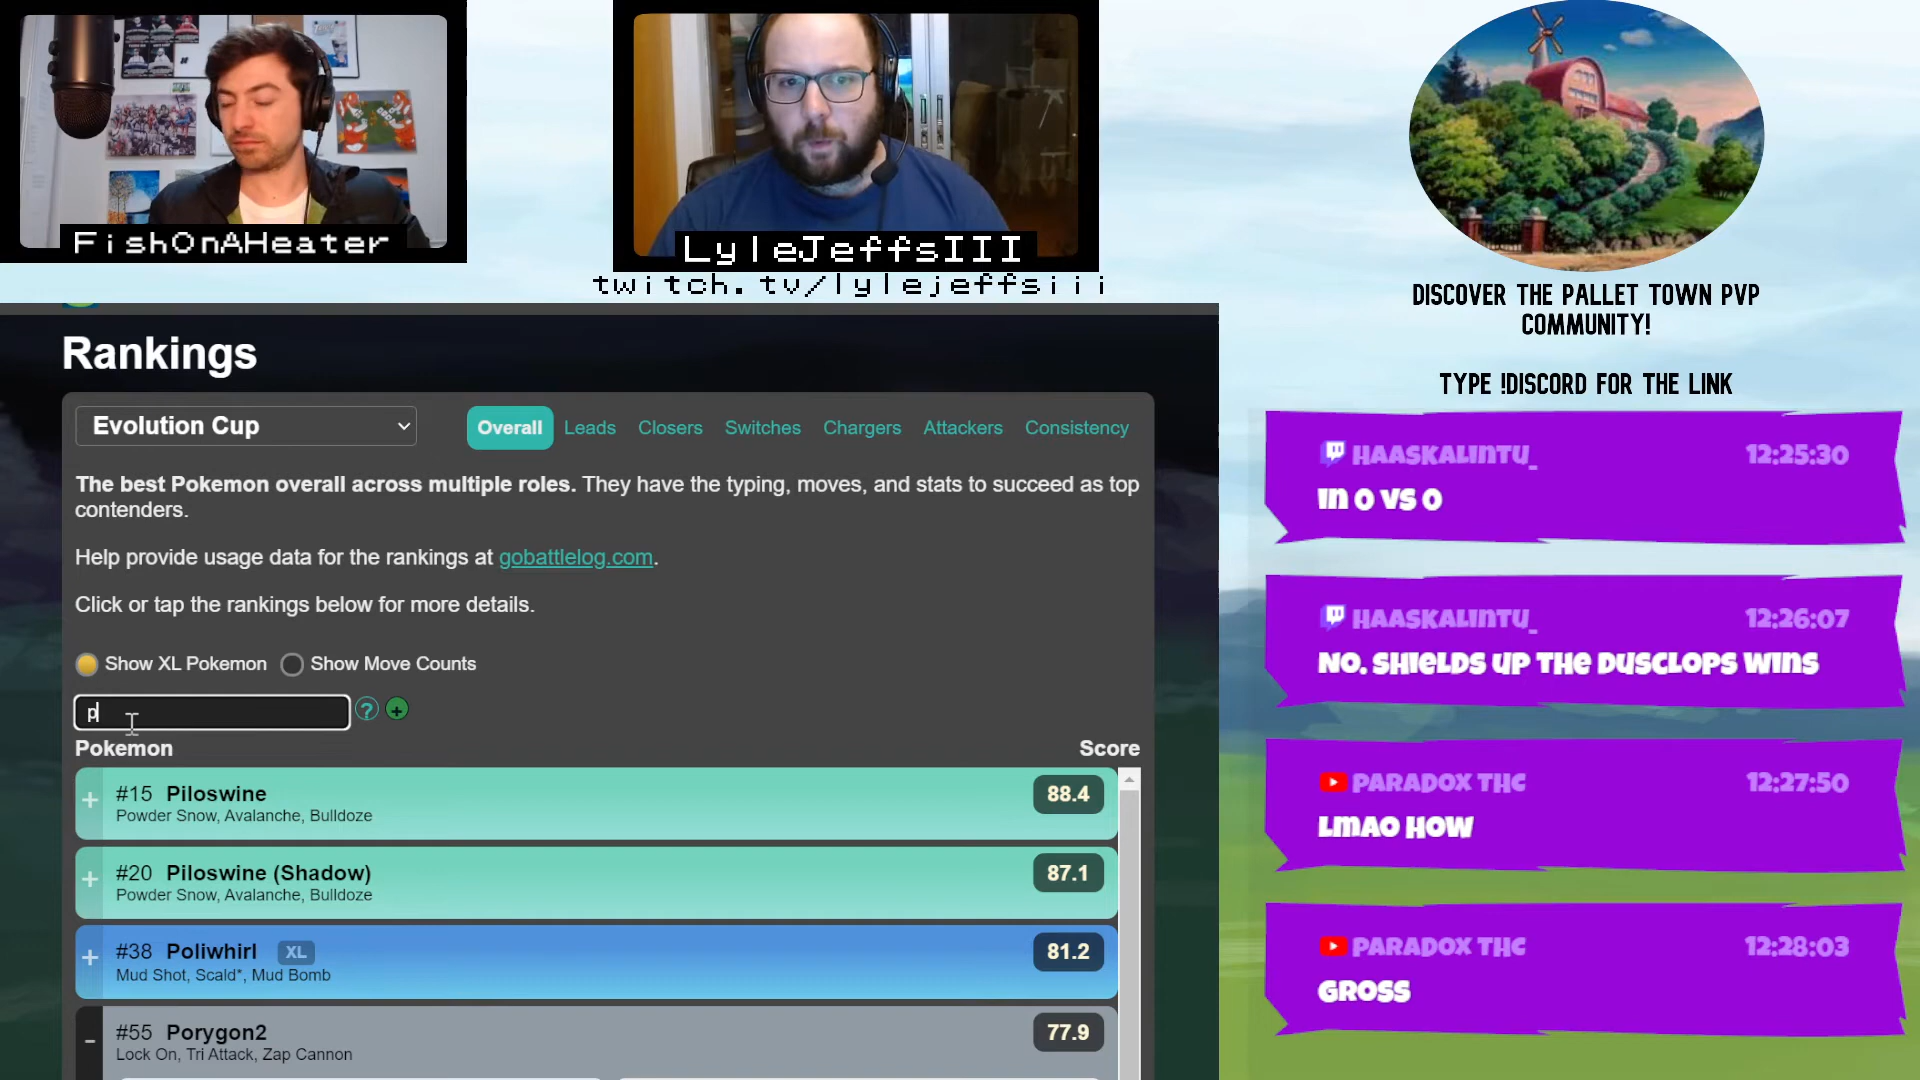 FishOnAHeater
LyleJeffsIII
twitch.tv/lylejeffsiii
DISCOVER THE PALLET TOWN PVP
COMMUNITY!
TYPE !DISCORD FOR THE LINK
Rankings
Evolution Cup
Overall Leads Closers Switches Chargers Attackers Consistency
The best Pokemon overall across multiple roles. They have the typing, moves, and stats to succeed as top
contenders.
Help provide usage data for the rankings at gobattlelog.com.
Click or tap the rankings below for more details.
Show XL Pokemon Show Move Counts
p
? +
Pokemon Score
+ #15 Piloswine 88.4
Powder Snow, Avalanche, Bulldoze
+ #20 Piloswine (Shadow) 87.1
Powder Snow, Avalanche, Bulldoze
+ #38 Poliwhirl XL 81.2
Mud Shot, Scald*, Mud Bomb
- #55 Porygon2 77.9
Lock On, Tri Attack, Zap Cannon
HAASKALINTU_ 12:25:30
In 0 vs 0
HAASKALINTU_ 12:26:07
No. Shields up the dusclops wins
PARADOX THC 12:27:50
Lmao how
PARADOX THC 12:28:03
Gross